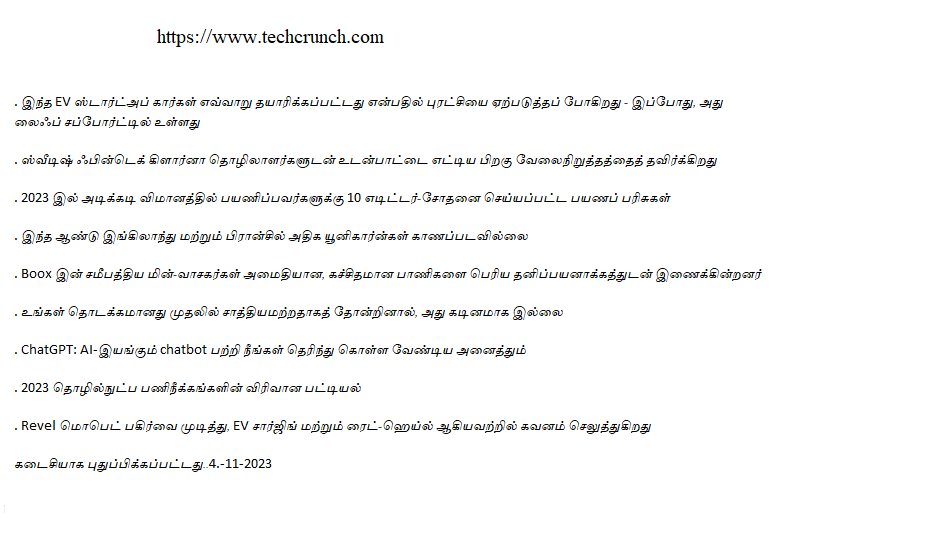 https://www.techcrunch.com
. இந்த EV ஸ்டார்ட்அப் கார்கள் எவ்வாறு தயாரிக்கப்பட்டது என்பதில் புரட்சியை ஏற்படுத்தப் போகிறது - இப்போது, அது
லைஃப் சப்போர்ட்டில் உள்ளது
. ஸ்வீடிஷ் ஃபின்டெக் கிளார்னா தொழிலாளர்களுடன் உடன்பாட்டை எட்டிய பிறகு வேலைநிறுத்தத்தைத் தவிர்க்கிறது
. 2023 இல் அடிக்கடி விமானத்தில் பயணிப்பவர்களுக்கு 10 எடிட்டர்-சோதனை செய்யப்பட்ட பயணப் பரிசுகள்
. இந்த ஆண்டு இங்கிலாந்து மற்றும் பிரான்சில் அதிக யூனிகார்ன்கள் காணப்படவில்லை
. Boox இன் சமீபத்திய மின்-வாசகர்கள் அமைதியான, கச்சிதமான பாணிகளை பெரிய தனிப்பயனாக்கத்துடன் இணைக்கின்றனர்
. உங்கள் தொடக்கமானது முதலில் சாத்தியமற்றதாகத் தோன்றினால், அது கடினமாக இல்லை
. ChatGPT: AI-இயங்கும் chatbot பற்றி நீங்கள் தெரிந்து கொள்ள வேண்டிய அனைத்தும்
. 2023 தொழில்நுட்ப பணிநீக்கங்களின் விரிவான பட்டியல்
. Revel மொபெட் பகிர்வை முடித்து, EV சார்ஜிங் மற்றும் ரைட்-ஹெய்ல் ஆகியவற்றில் கவனம் செலுத்துகிறது
கடைசியாக புதுப்பிக்கப்பட்டது..4.-11-2023